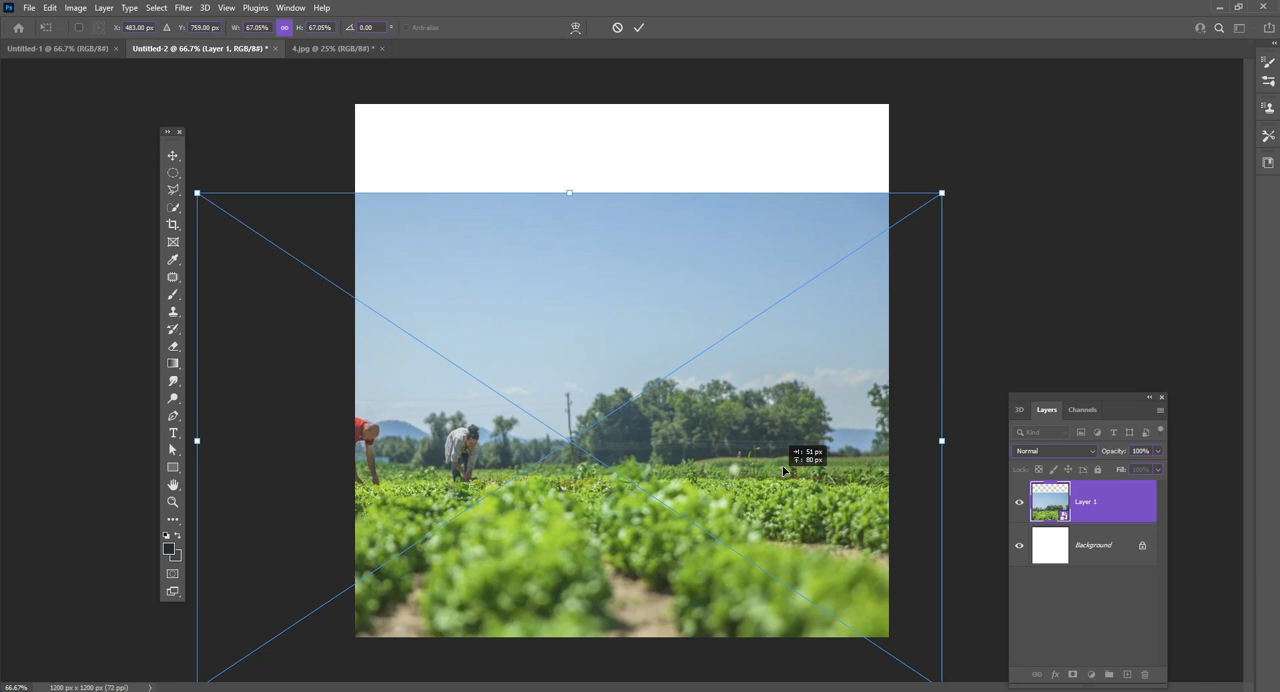 Ps File Edit Image Layer Type Select Filter 3D View Plugins Window Help
X: 483.00 px Y: 759.00 px W: 67.05% H: 67.05% 0.00 ° Anti-alias
Untitled-1 @ 66.7% (RGB/8#) × Untitled-2 @ 66.7% (Layer 1, RGB/8#) * × 4.jpg @ 25% (RGB/8#) * ×
3D Layers Channels
Kind
Normal Opacity: 100%
: 51 px
: 80 px
Lock: Fill: 100%
Layer 1
Background
fx
66.67% 1200 px x 1200 px (72 ppi)